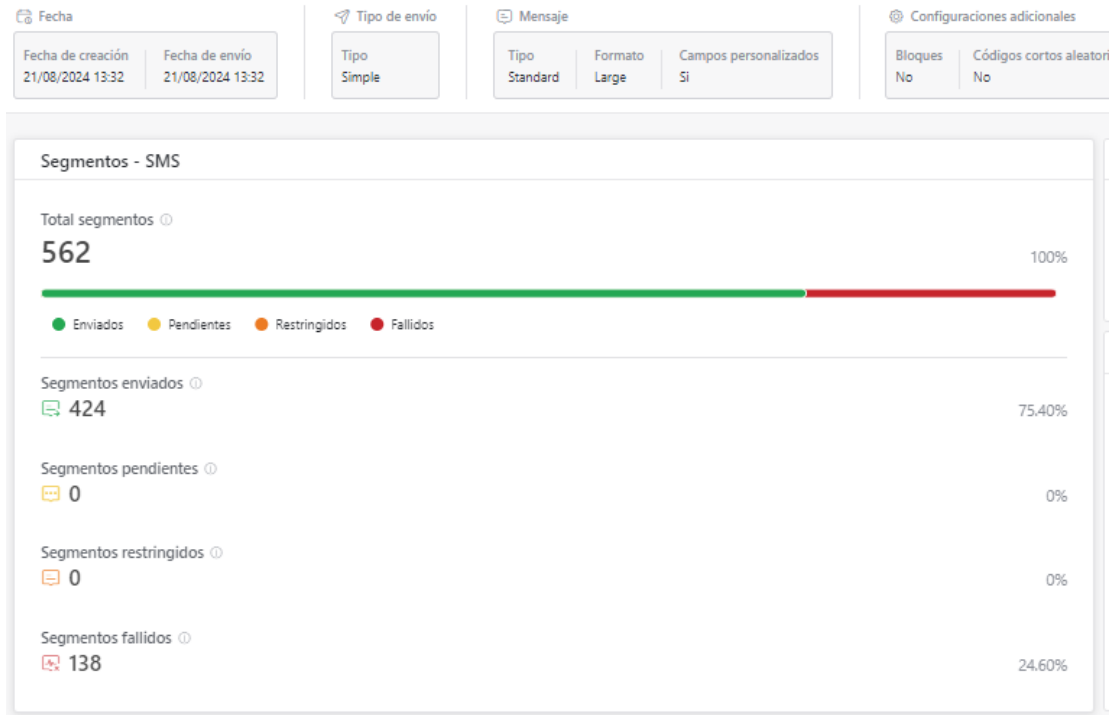 Fecha
Tipo de envío
Mensaje
Configuraciones adicionales
Fecha de creación Fecha de envío
21/08/2024 13:32 21/08/2024 13:32
Tipo
Simple
Tipo Formato Campos personalizados
Standard Large Si
Bloques Códigos cortos aleatori
No No
Segmentos - SMS
Total segmentos
562 100%
Enviados Pendientes Restringidos Fallidos
Segmentos enviados
424 75.40%
Segmentos pendientes
0 0%
Segmentos restringidos
0 0%
Segmentos fallidos
138 24.60%